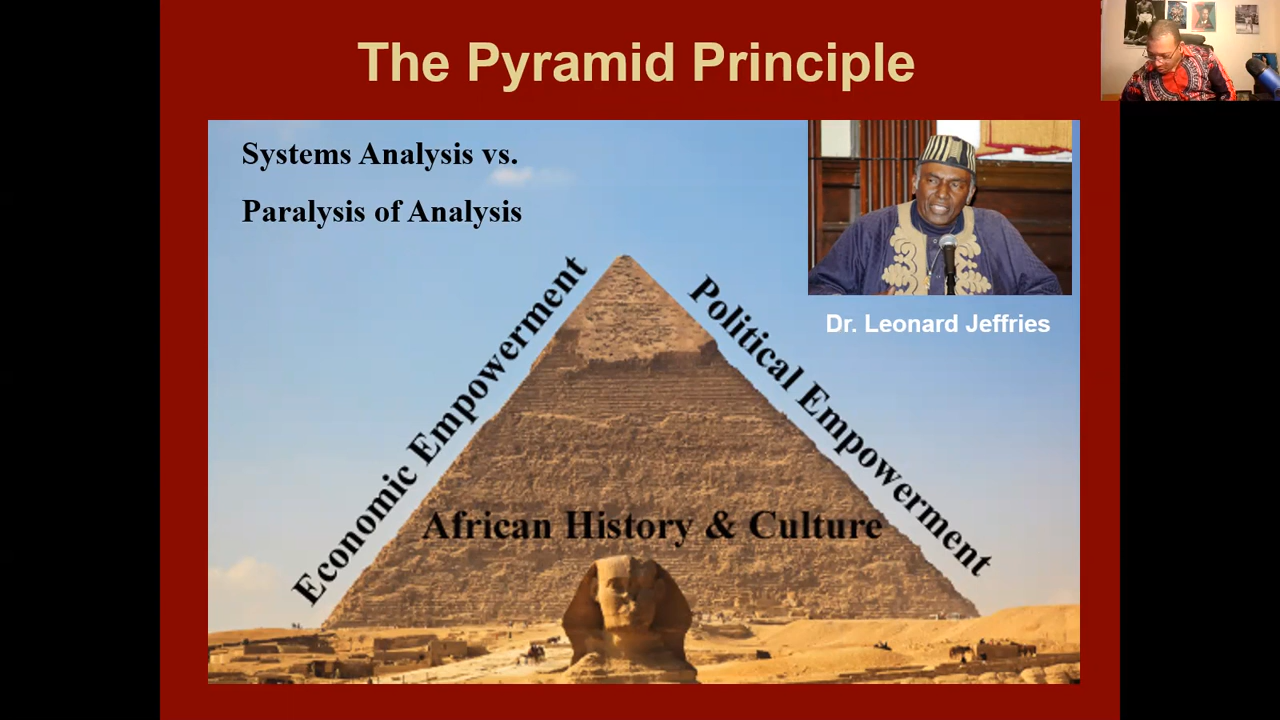 The Pyramid Principle
Systems Analysis vs.
Paralysis of Analysis
Dr. Leonard Jeffries
Economic Empowerment
Political Empowerment
African History & Culture